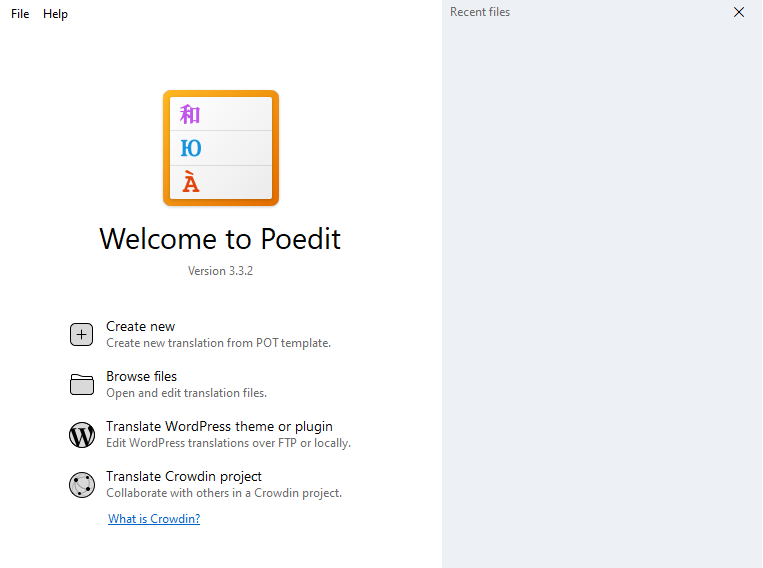 File Help
Recent files
和
Ю
À
Welcome to Poedit
Version 3.3.2
Create new
Create new translation from POT template.
Browse files
Open and edit translation files.
Translate WordPress theme or plugin
Edit WordPress translations over FTP or locally.
Translate Crowdin project
Collaborate with others in a Crowdin project.
What is Crowdin?